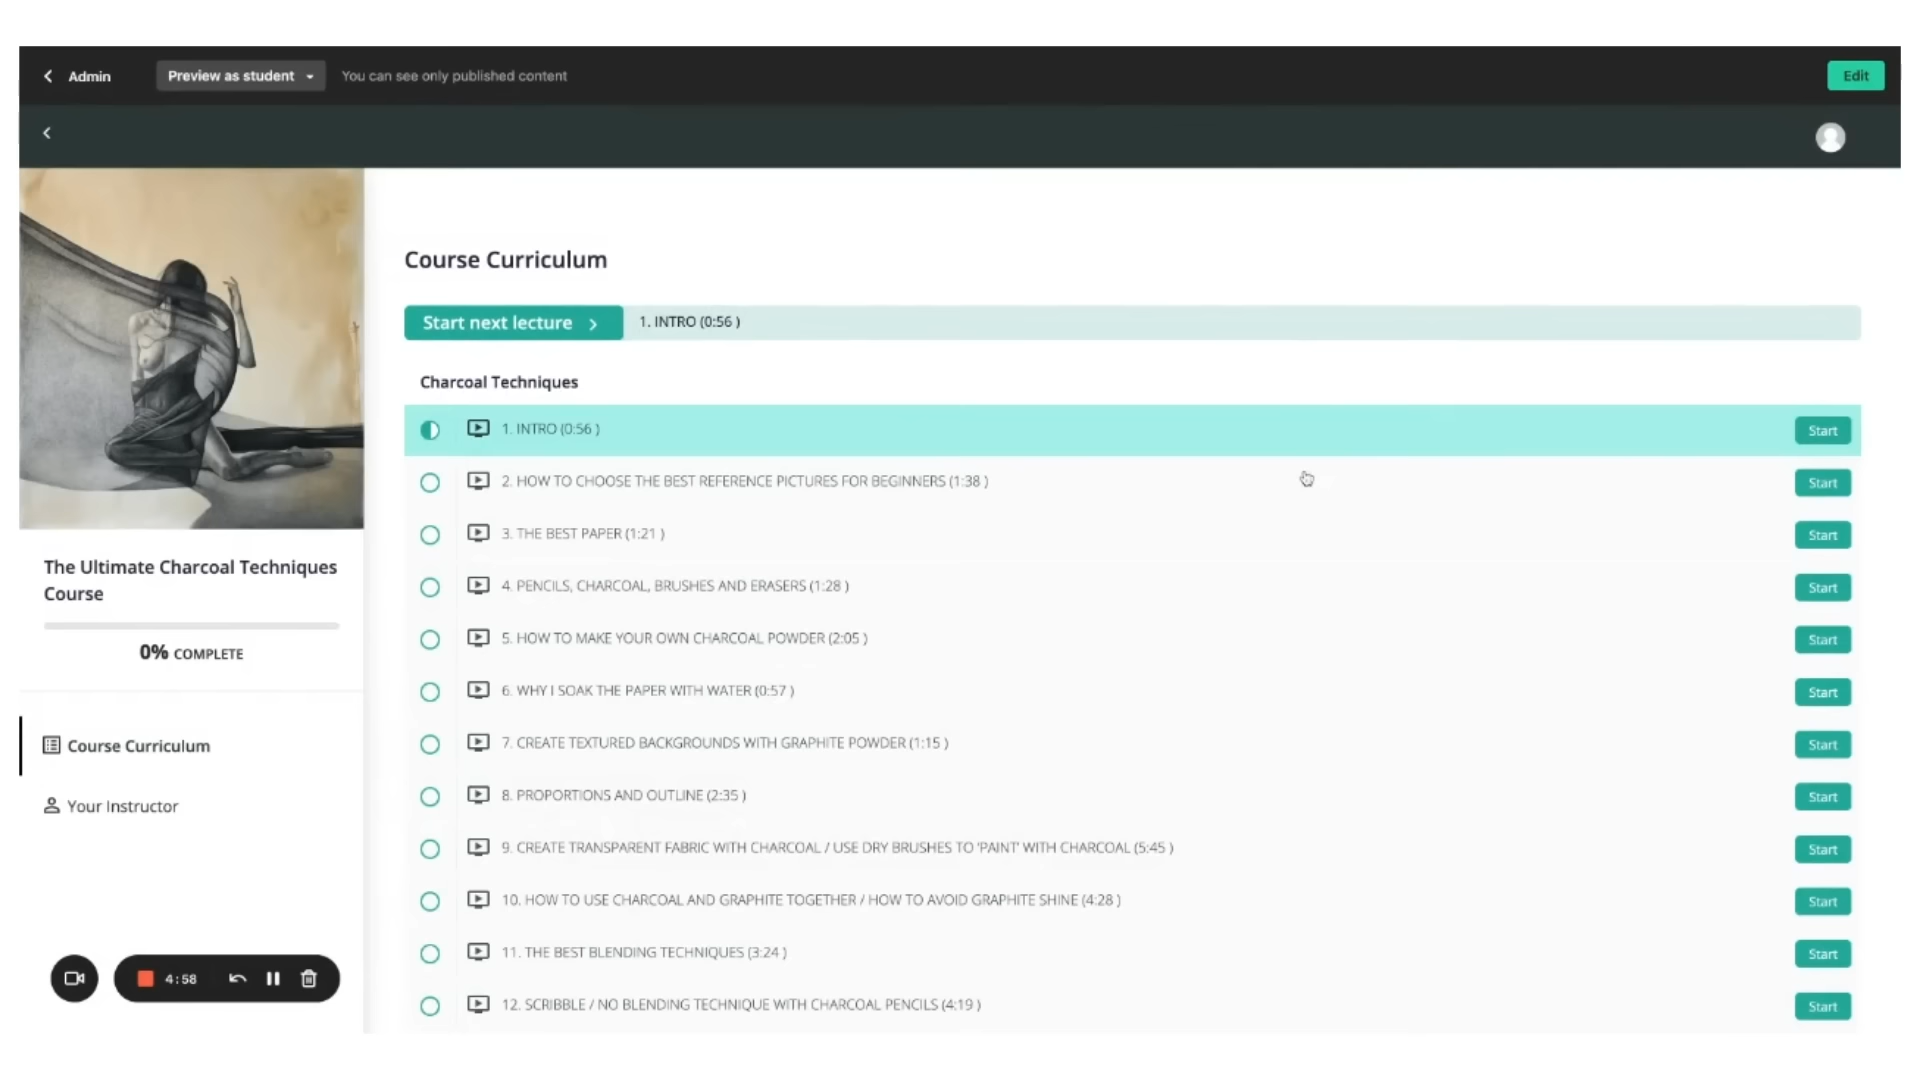 Admin
Preview as student
You can see only published content
Edit
Course Curriculum
Start next lecture
1. INTRO (0:56 )
Charcoal Techniques
1. INTRO (0:56 )
Start
2. HOW TO CHOOSE THE BEST REFERENCE PICTURES FOR BEGINNERS (1:38 )
Start
3. THE BEST PAPER (1:21 )
Start
4. PENCILS, CHARCOAL, BRUSHES AND ERASERS (1:28 )
Start
5. HOW TO MAKE YOUR OWN CHARCOAL POWDER (2:05 )
Start
6. WHY I SOAK THE PAPER WITH WATER (0:57 )
Start
7. CREATE TEXTURED BACKGROUNDS WITH GRAPHITE POWDER (1:15 )
Start
8. PROPORTIONS AND OUTLINE (2:35 )
Start
9. CREATE TRANSPARENT FABRIC WITH CHARCOAL / USE DRY BRUSHES TO 'PAINT' WITH CHARCOAL (5:45 )
Start
10. HOW TO USE CHARCOAL AND GRAPHITE TOGETHER / HOW TO AVOID GRAPHITE SHINE (4:28 )
Start
11. THE BEST BLENDING TECHNIQUES (3:24 )
Start
12. SCRIBBLE / NO BLENDING TECHNIQUE WITH CHARCOAL PENCILS (4:19 )
Start
The Ultimate Charcoal Techniques
Course
0% COMPLETE
Course Curriculum
Your Instructor
4:58